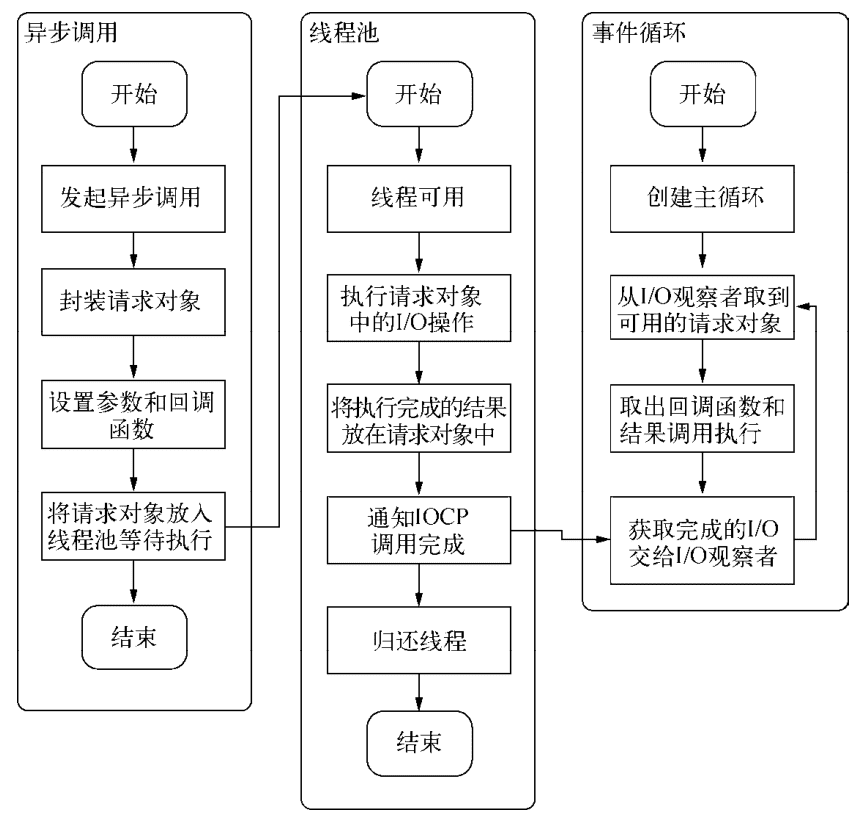 异步调用
开始
发起异步调用
封装请求对象
设置参数和回调
函数
将请求对象放入
线程池等待执行
结束
线程池
开始
线程可用
执行请求对象
中的I/O操作
将执行完成的结果
放在请求对象中
通知IOCP
调用完成
归还线程
结束
事件循环
开始
创建主循环
从I/O观察者取到
可用的请求对象
取出回调函数和
结果调用执行
获取完成的I/O
交给I/O观察者